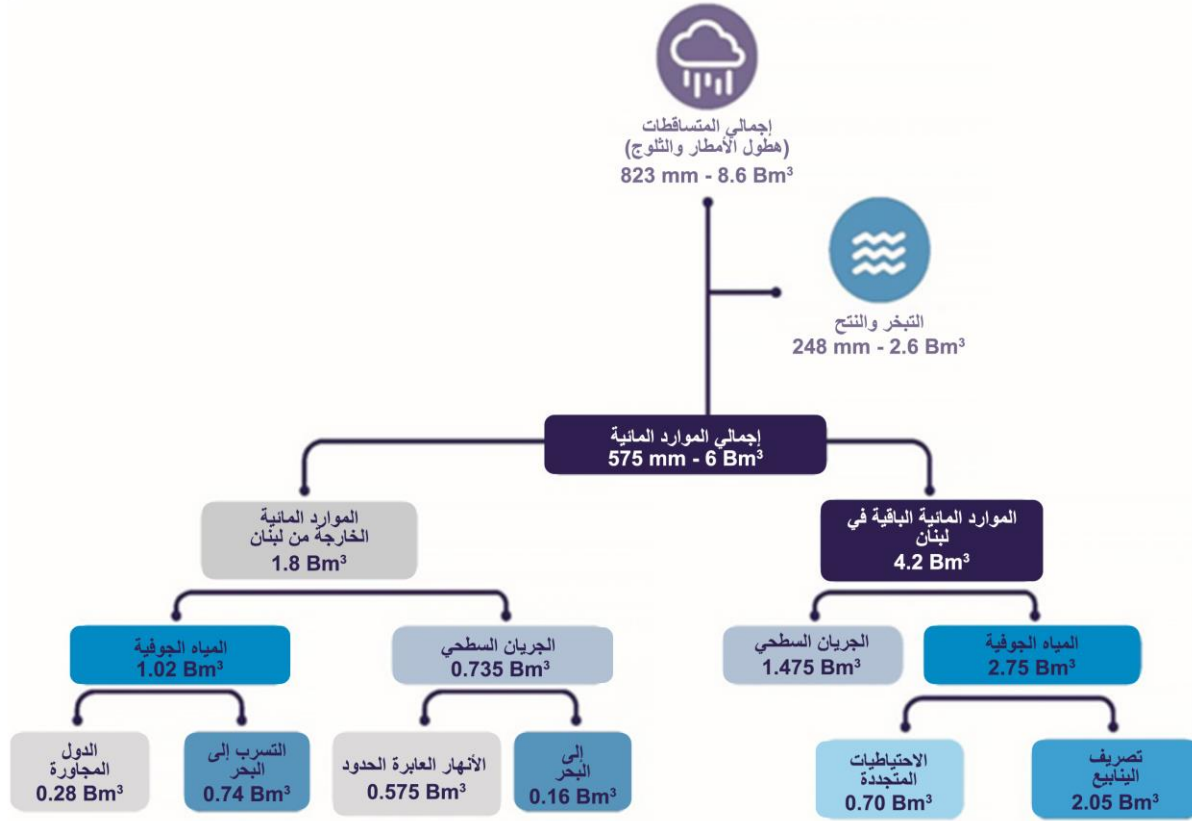 إجمالي المتساقطات
(هطول الأمطار والثلوج)
823 mm - 8.6 Bm³
التبخر والنتح
248 mm - 2.6 Bm³
إجمالي الموارد المائية
575 mm - 6 Bm³
الموارد المائية الباقية في
لبنان
4.2 Bm³
الموارد المائية
الخارجة من لبنان
1.8 Bm³
المياه الجوفية
2.75 Bm³
الجريان السطحي
1.475 Bm³
الجريان السطحي
0.735 Bm³
المياه الجوفية
1.02 Bm³
تصريف
الينابيع
2.05 Bm³
الاحتياطيات
المتجددة
0.70 Bm³
إلى
البحر
0.16 Bm³
الأنهار العابرة الحدود
0.575 Bm³
التسرب إلى
البحر
0.74 Bm³
الدول
المجاورة
0.28 Bm³